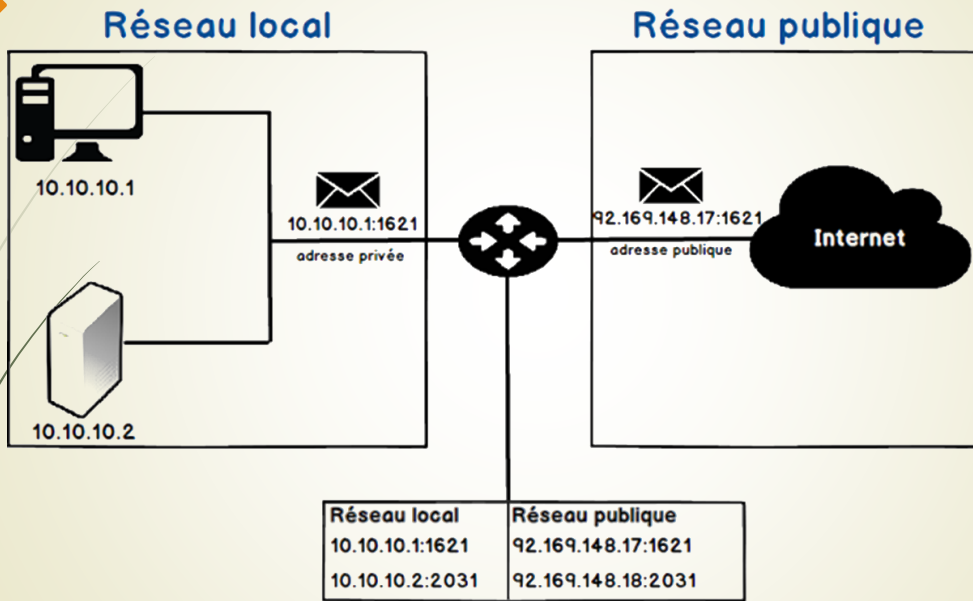 Réseau local
Réseau publique
10.10.10.1
10.10.10.1:1621
adresse privée
92.169.148.17:1621
adresse publique
Internet
10.10.10.2
Réseau local Réseau publique
10.10.10.1:1621 92.169.148.17:1621
10.10.10.2:2031 92.169.148.18:2031